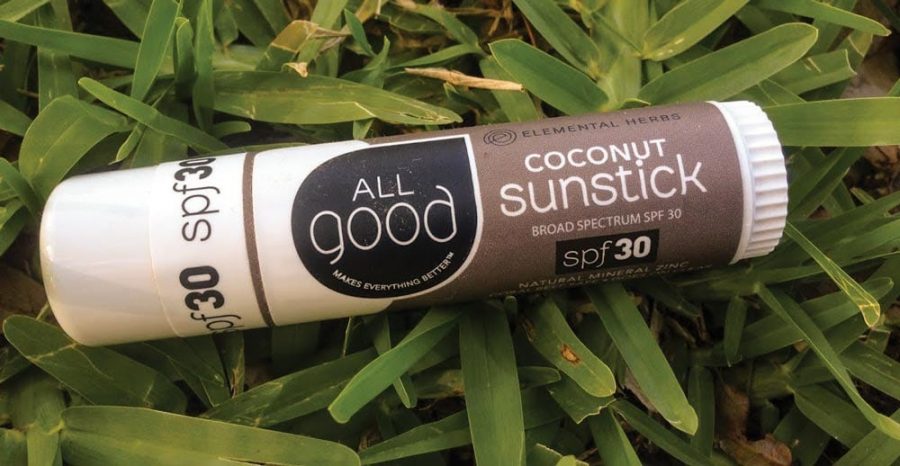 spf30
spf30
spf30
ALL
good
MAKES EVERYTHING BETTER™
ELEMENTAL HERBS
COCONUT
sunstick
BROAD SPECTRUM SPF 30
spf30
NATURAL MINERAL ZINC